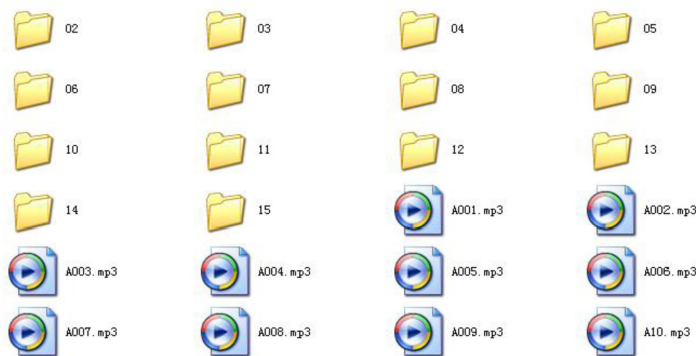 02 03 04 05
06 07 08 09
10 11 12 13
14 15 A001.mp3 A002.mp3
A003.mp3 A004.mp3 A005.mp3 A006.mp3
A007.mp3 A008.mp3 A009.mp3 A10.mp3